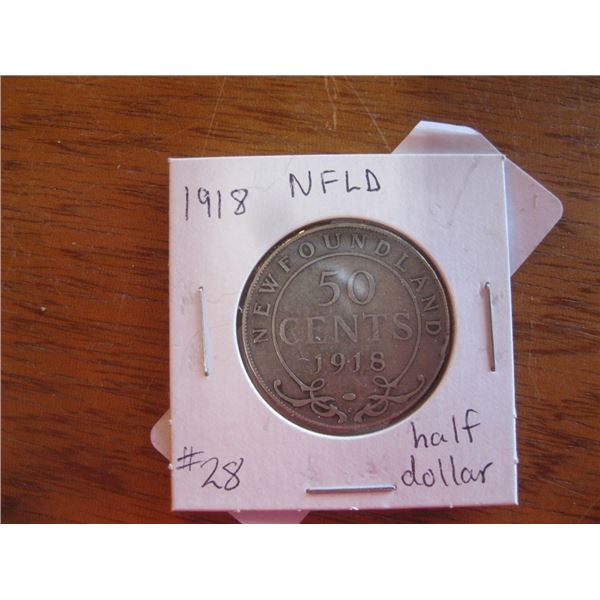 1918 NFLD
NEWFOUNDLAND
50
CENTS
1918
#28
half
dollar